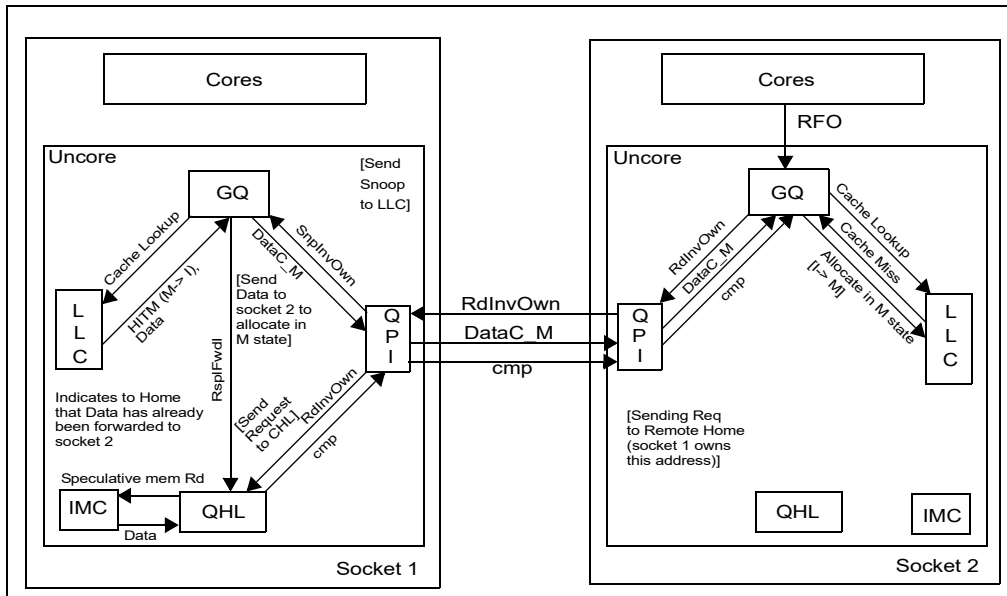 Cores
Uncore
[Send
Snoop
to LLC]
GQ
Cache Lookup
HITM (M-> I),
Data
SnpInvOwn
DataC_M
[Send
Data to
socket 2 to
allocate in
M state]
L
L
C
Q
P
I
RspIFwdI
Indicates to Home
that Data has already
been forwarded to
socket 2
[Send
Request
to CHL]
RdInvOwn
cmp
Speculative mem Rd
IMC
Data
QHL
Socket 1
RdInvOwn
DataC_M
cmp
Cores
RFO
Uncore
GQ
RdInvOwn
DataC_M
cmp
Cache Lookup
Cache Miss
Allocate in M state
[I-> M]
Q
P
I
L
L
C
[Sending Req
to Remote Home
(socket 1 owns
this address)]
QHL
IMC
Socket 2